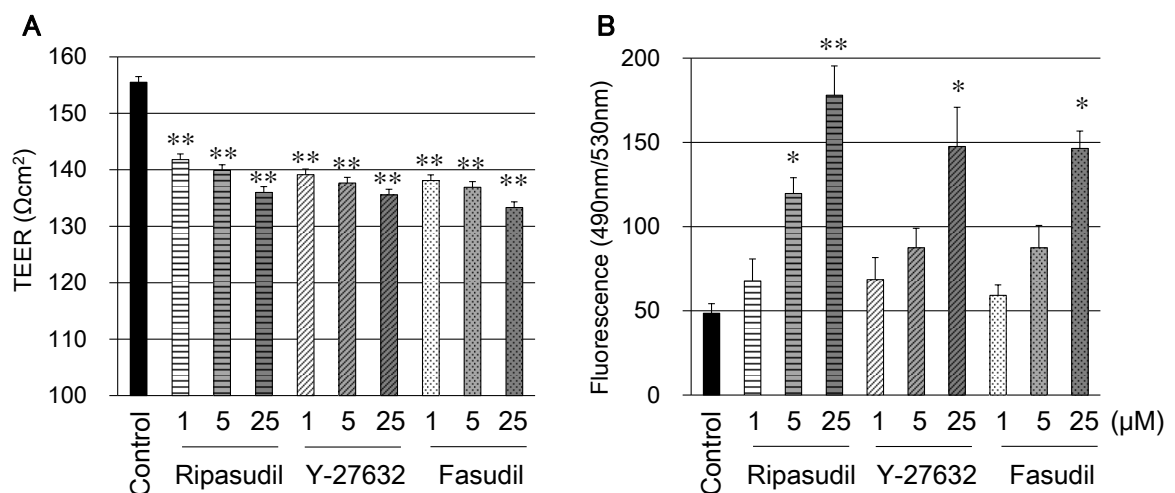 A
TEER (Ωcm²)
160
150
140
130
120
110
100
** ** ** ** ** ** ** ** **
Control 1 5 25 1 5 25 1 5 25
Ripasudil Y-27632 Fasudil
B
Fluorescence (490nm/530nm)
200
150
100
50
0
* ** * *
Control 1 5 25 1 5 25 1 5 25 (μM)
Ripasudil Y-27632 Fasudil